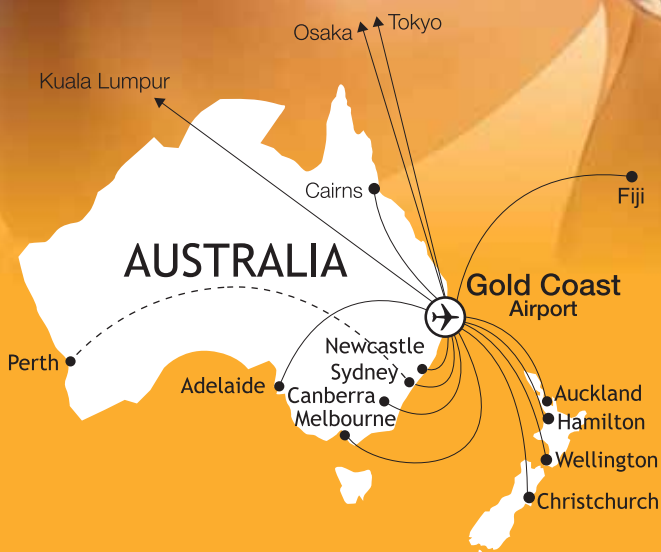 Tokyo
Osaka
Kuala Lumpur
Cairns
Fiji
AUSTRALIA
Gold Coast
Airport
Newcastle
Perth
Sydney
Adelaide
Canberra
Melbourne
Auckland
Hamilton
Wellington
Christchurch